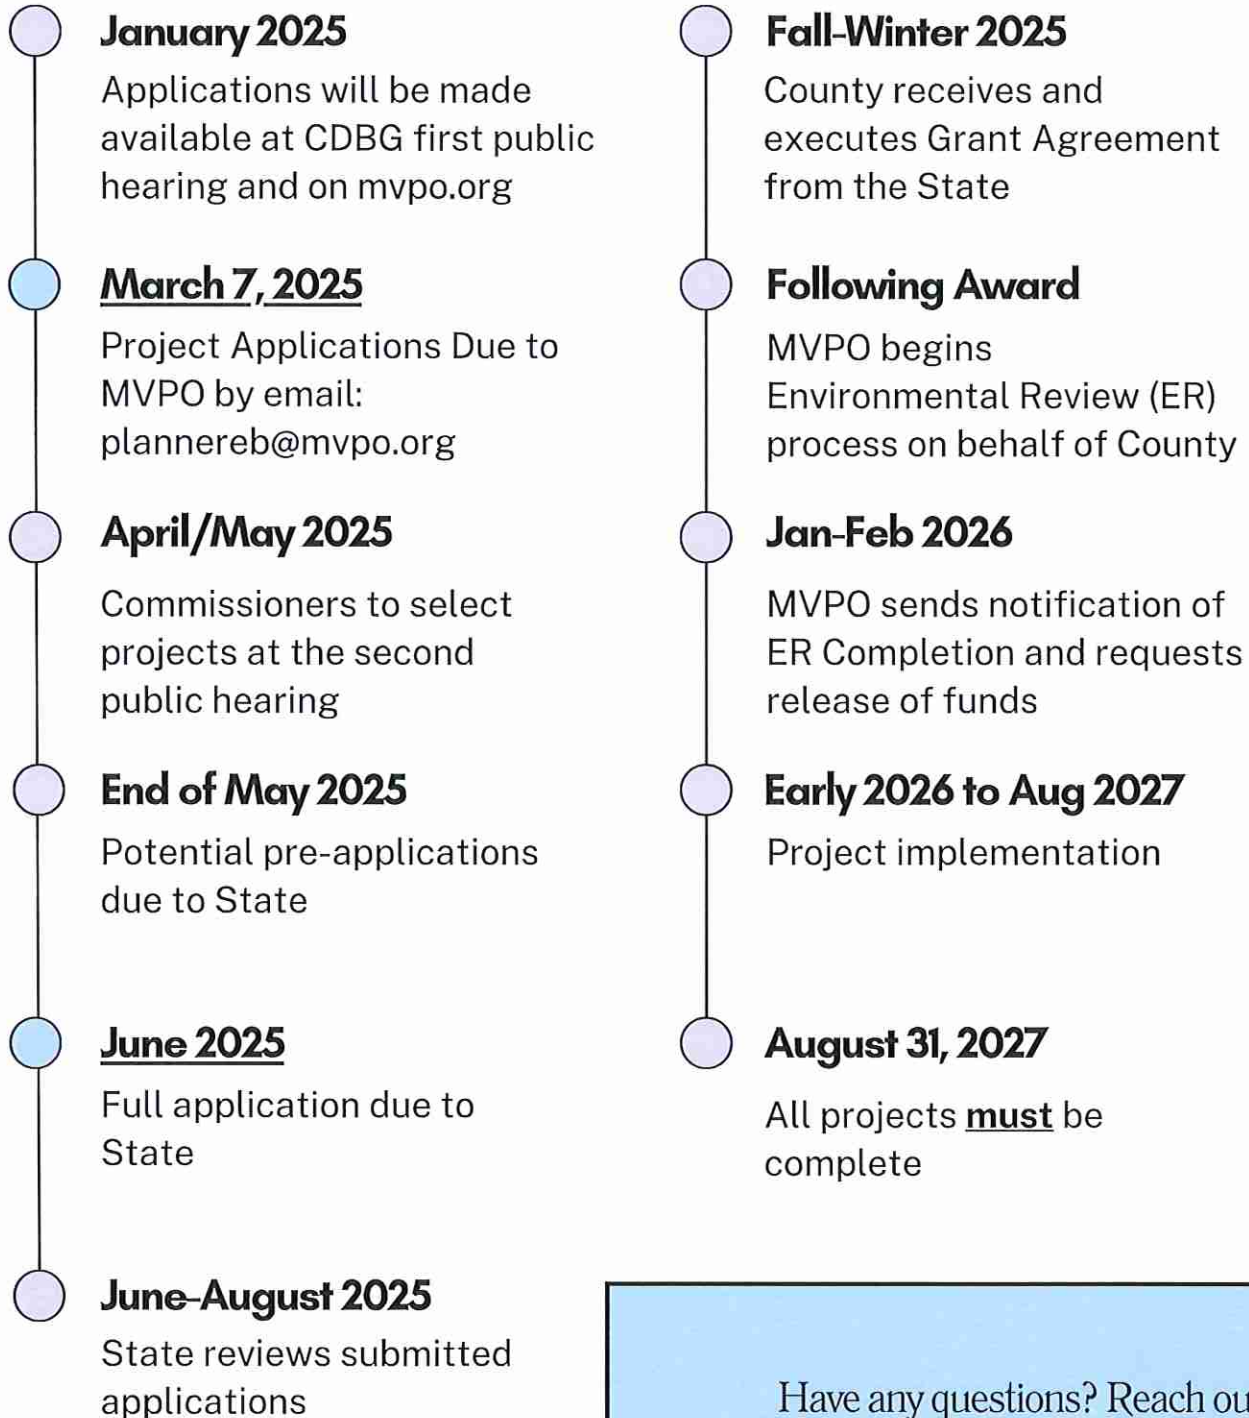 January 2025
Applications will be made
available at CDBG first public
hearing and on mvpo.org
March 7, 2025
Project Applications Due to
MVPO by email:
plannereb@mvpo.org
April/May 2025
Commissioners to select
projects at the second
public hearing
End of May 2025
Potential pre-applications
due to State
June 2025
Full application due to
State
June-August 2025
State reviews submitted
applications
Fall-Winter 2025
County receives and
executes Grant Agreement
from the State
Following Award
MVPO begins
Environmental Review (ER)
process on behalf of County
Jan-Feb 2026
MVPO sends notification of
ER Completion and requests
release of funds
Early 2026 to Aug 2027
Project implementation
August 31, 2027
All projects must be
complete
Have any questions? Reach ou